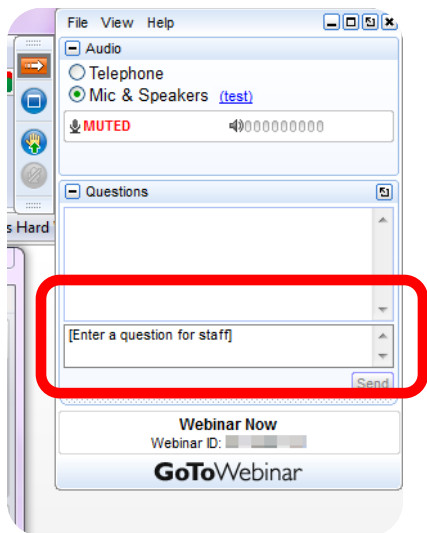 File View Help
Audio
Telephone
Mic & Speakers (test)
MUTED
Questions
s Hard
[Enter a question for staff]
Send
Webinar Now
Webinar ID:
GoToWebinar